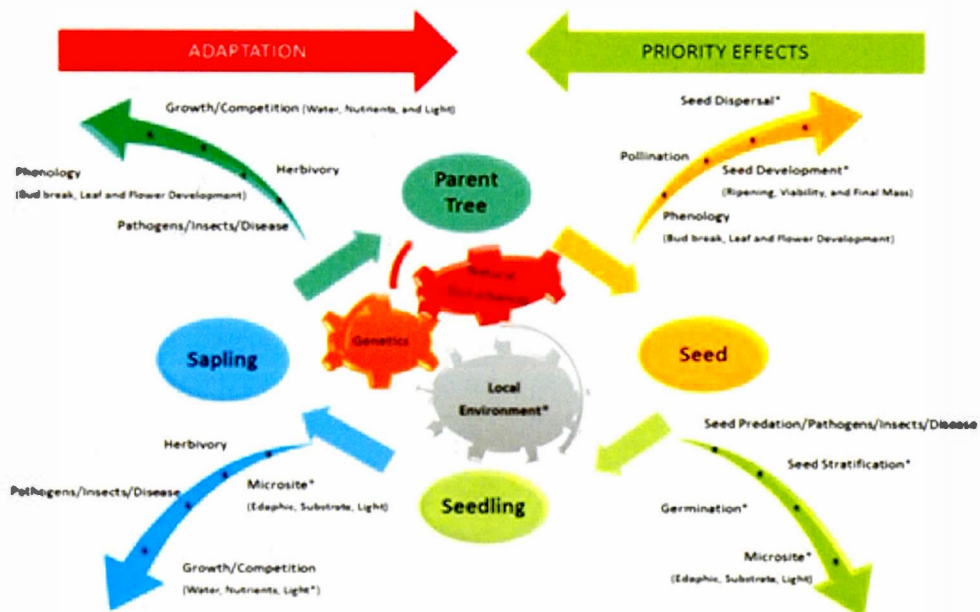 ADAPTATION
PRIORITY EFFECTS
Growth/Competition (Water, Nutrients, and Light)
Herbivory
Phenology
(Bud break, Leaf and Flower Development)
Pathogens/Insects/Disease
Parent
Tree
Seed Dispersal*
Pollination
Seed Development*
(Ripening, Viability, and Final Mass)
Phenology
(Bud break, Leaf and Flower Development)
Natural
Genetics
Sapling
Seed
Local
Environment*
Seedling
Herbivory
Pathogens/Insects/Disease
Microsite*
(Edaphic, Substrate, Light)
Growth/Competition
(Water, Nutrients, Light*)
Seed Predation/Pathogens/Insects/Disease
Seed Stratification*
Germination*
Microsite*
(Edaphic, Substrate, Light)